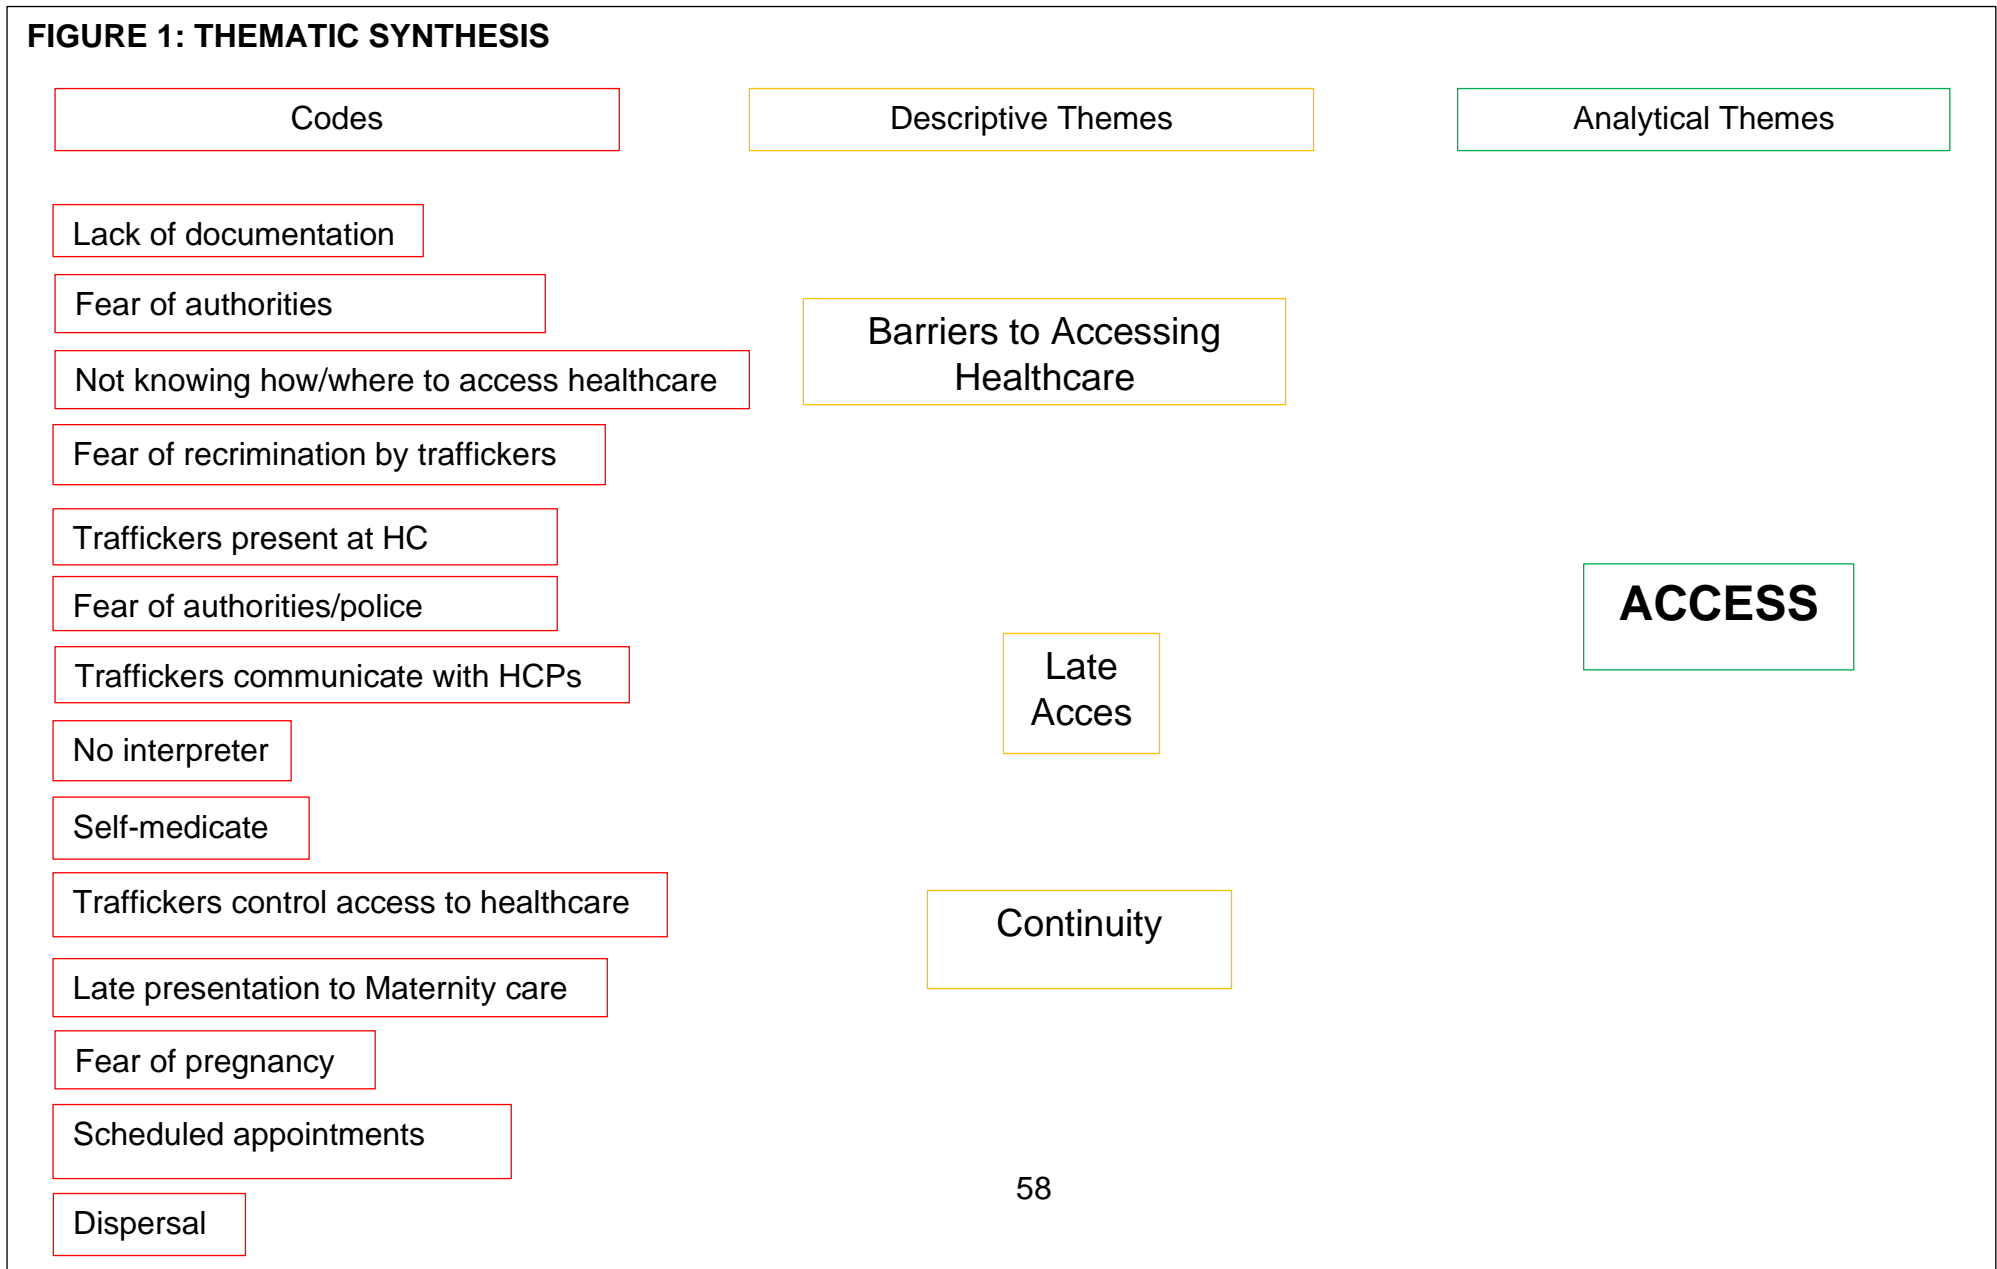 FIGURE 1: THEMATIC SYNTHESIS
Codes
Descriptive Themes
Analytical Themes
Lack of documentation
Fear of authorities
Not knowing how/where to access healthcare
Fear of recrimination by traffickers
Traffickers present at HC
Fear of authorities/police
Traffickers communicate with HCPs
No interpreter
Self-medicate
Traffickers control access to healthcare
Late presentation to Maternity care
Fear of pregnancy
Scheduled appointments
Dispersal
Barriers to Accessing
Healthcare
Late
Acces
Continuity
ACCESS
58